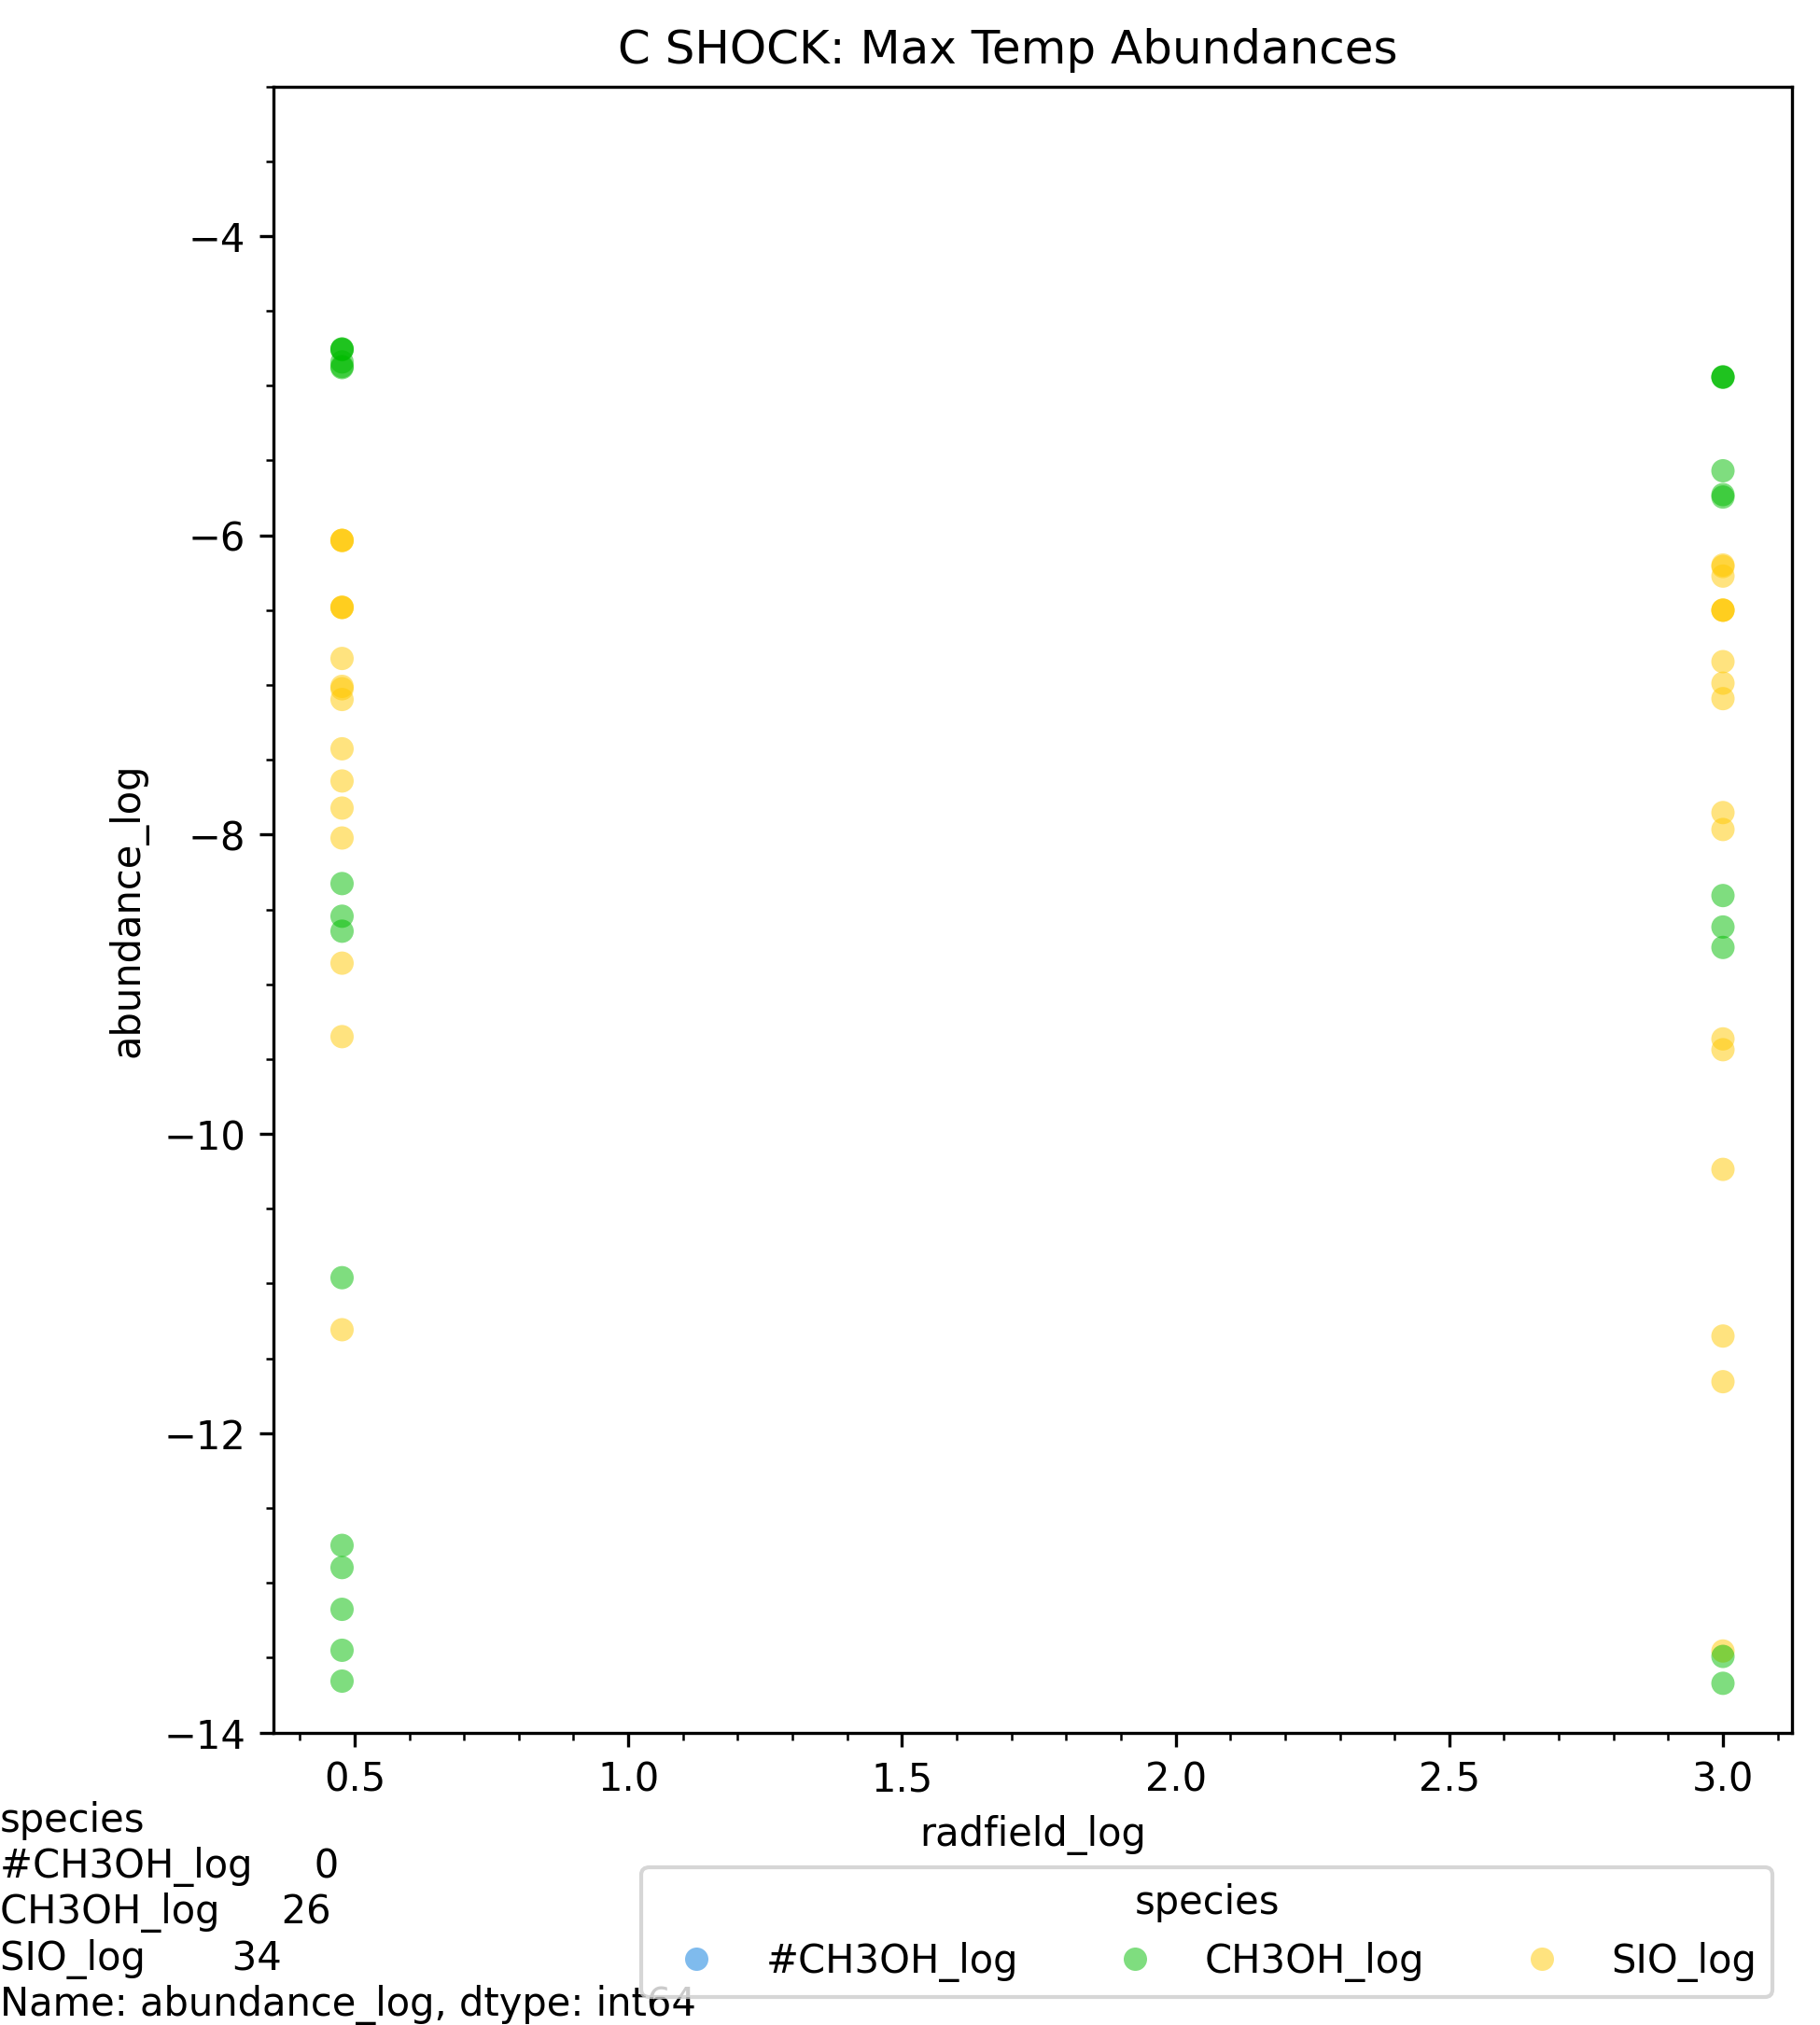 C SHOCK: Max Temp Abundances
−4
−6
−8
−10
−12
−14
abundance_log
0.5 1.0 1.5 2.0 2.5 3.0
radfield_log
species
#CH3OH_log 0
CH3OH_log 26
SIO_log 34
Name: abundance_log, dtype: int64
species
#CH3OH_log CH3OH_log SIO_log